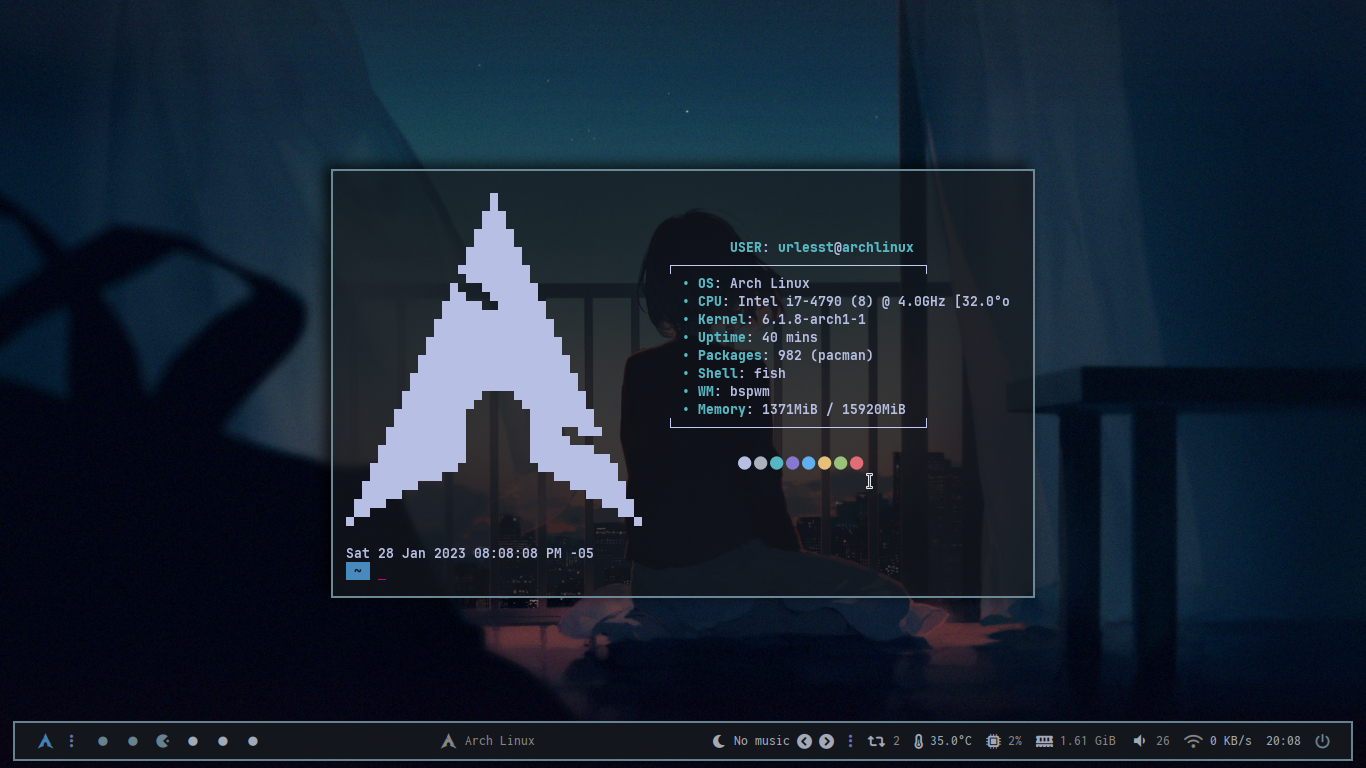 USER: urlesst@archlinux
• OS: Arch Linux
• CPU: Intel i7-4790 (8) @ 4.0GHz [32.0°o
• Kernel: 6.1.8-arch1-1
• Uptime: 40 mins
• Packages: 982 (pacman)
• Shell: fish
• WM: bspwm
• Memory: 1371MiB / 15920MiB
Sat 28 Jan 2023 08:08:08 PM -05
~ _
Arch Linux No music 2 35.0°C 2% 1.61 GiB 26 0 KB/s 20:08